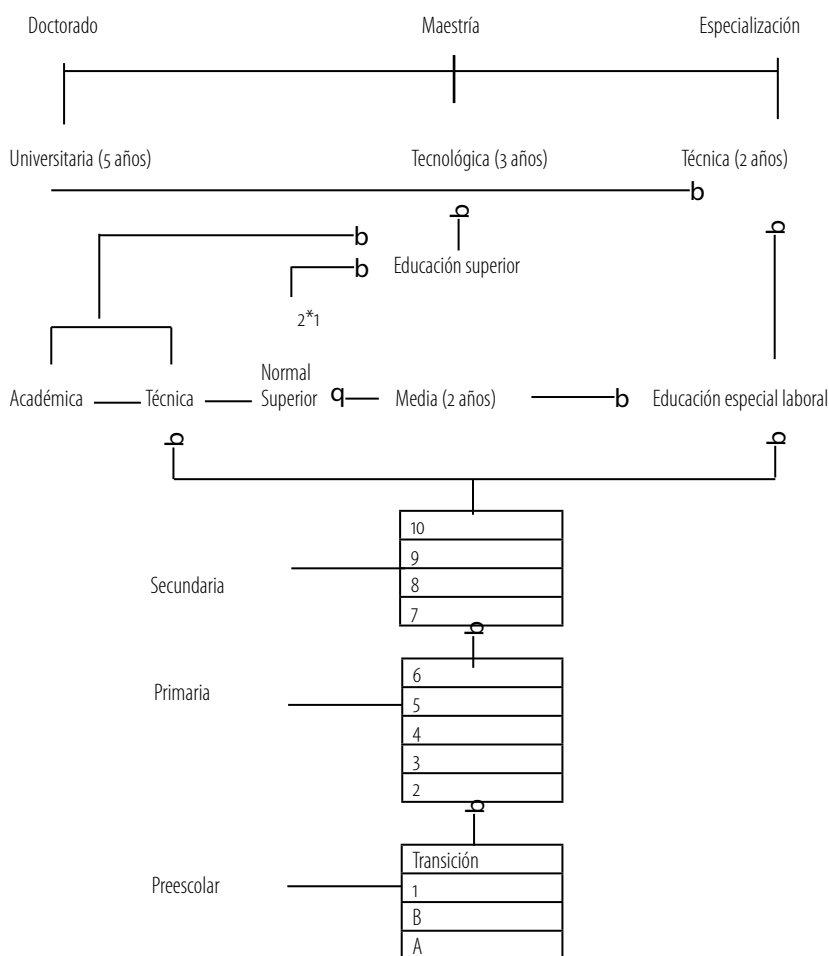 Doctorado Maestría Especialización
Universitaria (5 años) Tecnológica (3 años) Técnica (2 años)
b
b
b
b
b Educación superior
2*1
Normal
Académica Técnica Superior q Media (2 años) b Educación especial laboral
b b
10
9
Secundaria
8
7
b
6
Primaria
5
4
3
2
b
Transición
Preescolar
1
B
A